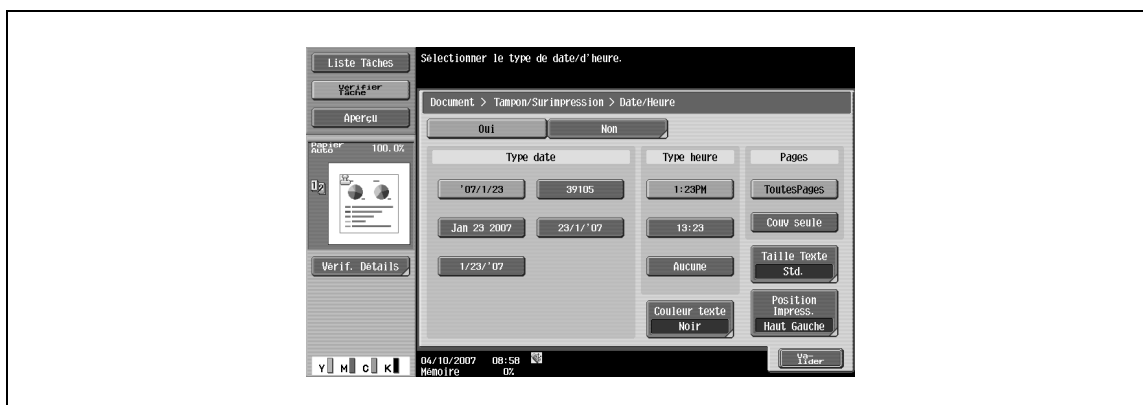 Liste Tâches
Vérifier
Tâche
Aperçu
Papier
Auto 100. 0%
Vérif. Détails
Y M C K
Sélectionner le type de date/d'heure.
Document > Tampon/Surimpression > Date/Heure
Oui Non
Type date
'07/1/23 39105
Jan 23 2007 23/1/'07
1/23/'07
Type heure
1:23PM
13:23
Aucune
Couleur texte
Noir
Pages
ToutesPages
Couv seule
Taille Texte
Std.
Position
Impress.
Haut Gauche
04/10/2007 08:58
Mémoire 0%
Va-
lider